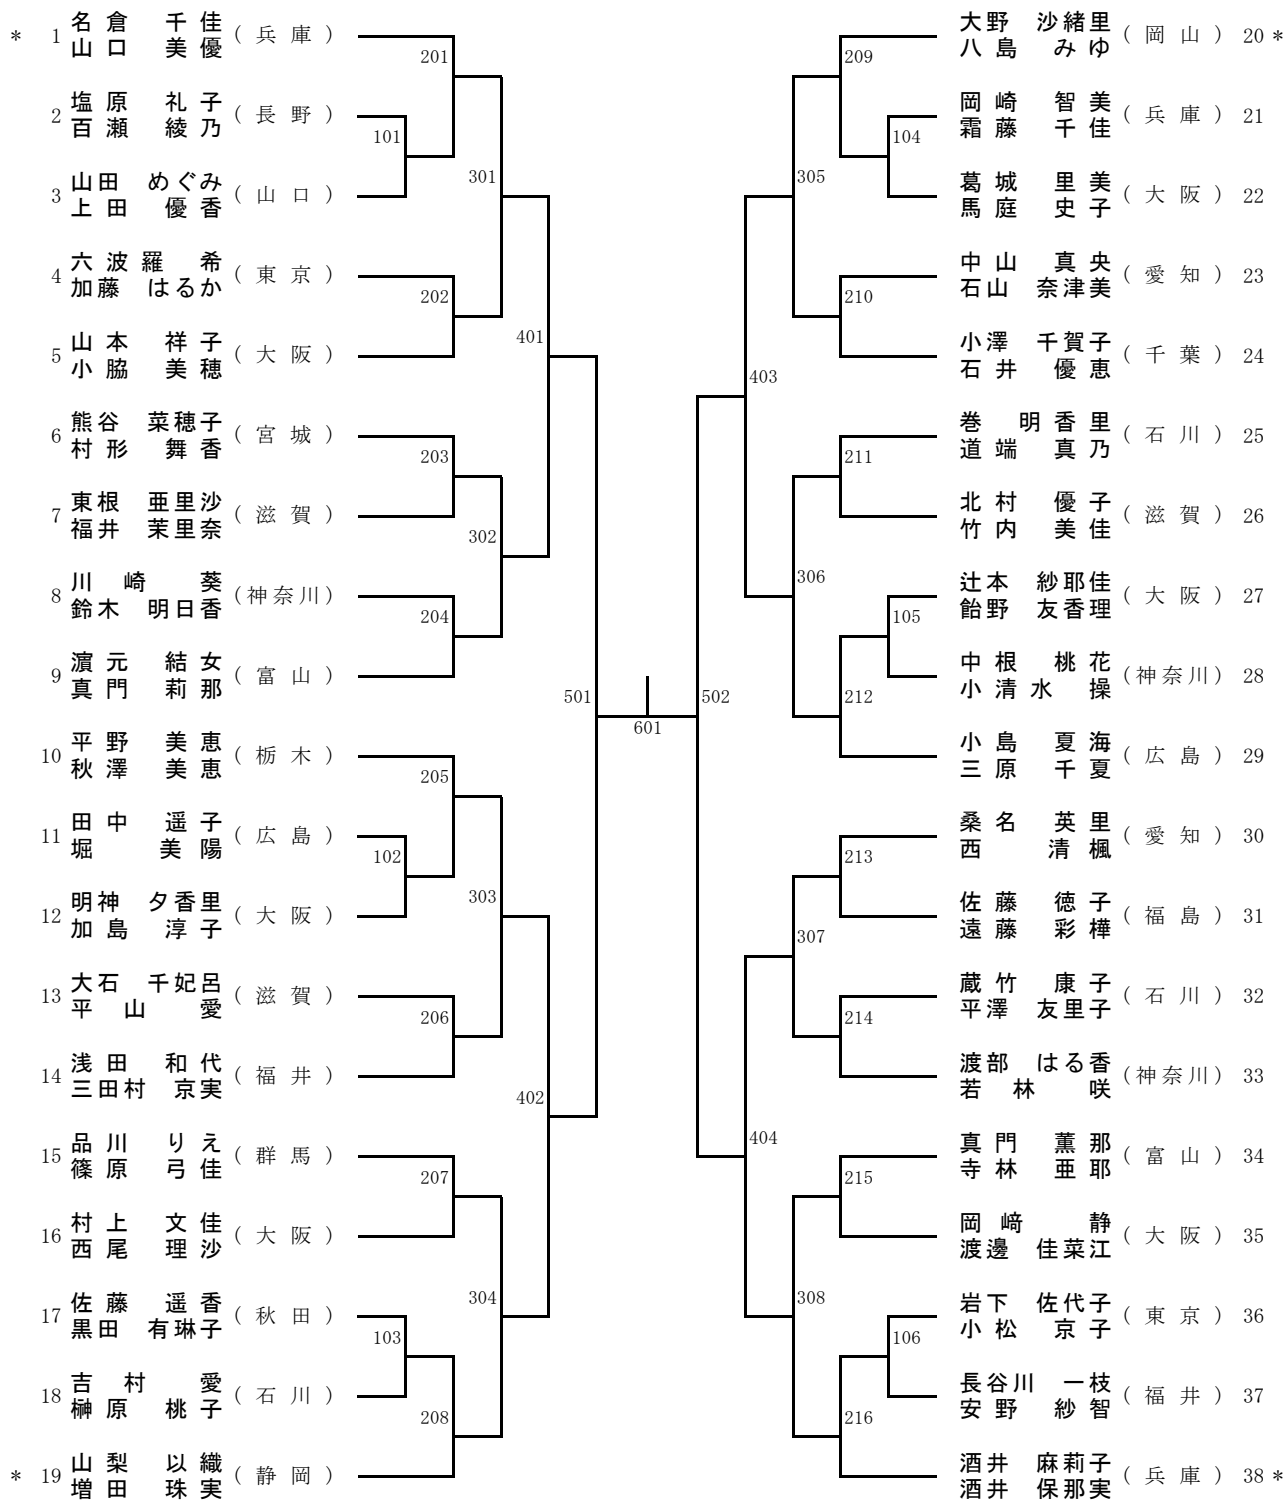 * 1 名倉 千佳 (兵庫)
山口 美優
201
2 塩原 礼子 (長野)
百瀬 綾乃
101
3 山田 めぐみ (山口)
上田 優香
301
4 六波羅 希 (東京)
加藤 はるか
202
5 山本 祥子 (大阪)
小脇 美穂
401
6 熊谷 菜穂子 (宮城)
村形 舞香
203
7 東根 亜里沙 (滋賀)
福井 茉里奈
302
8 川崎 葵 (神奈川)
鈴木 明日香
204
9 濵元 結女 (富山)
真門 莉那
501
10 平野 美恵 (栃木)
秋澤 美恵
205
11 田中 遥子 (広島)
堀 美陽
102
12 明神 夕香里 (大阪)
加島 淳子
303
13 大石 千妃呂 (滋賀)
平山 愛
206
14 浅田 和代 (福井)
三田村 京実
402
15 品川 りえ (群馬)
篠原 弓佳
207
16 村上 文佳 (大阪)
西尾 理沙
304
17 佐藤 遥香 (秋田)
黒田 有琳子
103
18 吉村 愛 (石川)
榊原 桃子
208
* 19 山梨 以織 (静岡)
増田 珠実
601
大野 沙緒里 (岡山) 20 *
八島 みゆ
209
岡崎 智美 (兵庫) 21
霜藤 千佳
104
葛城 里美 (大阪) 22
馬庭 史子
305
中山 真央 (愛知) 23
石山 奈津美
210
小澤 千賀子 (千葉) 24
石井 優恵
403
巻 明香里 (石川) 25
道端 真乃
211
北村 優子 (滋賀) 26
竹内 美佳
306
辻本 紗耶佳 (大阪) 27
飴野 友香理
105
中根 桃花 (神奈川) 28
小清水 操
212
502
小島 夏海 (広島) 29
三原 千夏
桑名 英里 (愛知) 30
西 清楓
213
佐藤 徳子 (福島) 31
遠藤 彩樺
307
蔵竹 康子 (石川) 32
平澤 友里子
214
渡部 はる香 (神奈川) 33
若林 咲
404
真門 薫那 (富山) 34
寺林 亜耶
215
岡﨑 静 (大阪) 35
渡邊 佳菜江
308
岩下 佐代子 (東京) 36
小松 京子
106
長谷川 一枝 (福井) 37
安野 紗智
216
酒井 麻莉子 (兵庫) 38 *
酒井 保那実